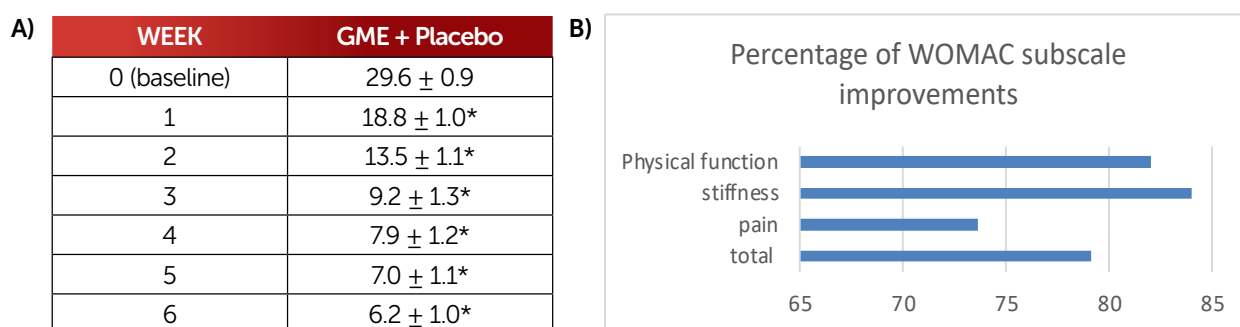 A)
WEEK GME + Placebo
0 (baseline) 29.6 ± 0.9
1 18.8 ± 1.0*
2 13.5 ± 1.1*
3 9.2 ± 1.3*
4 7.9 ± 1.2*
5 7.0 ± 1.1*
6 6.2 ± 1.0*
B)
Percentage of WOMAC subscale
improvements
Physical function
stiffness
pain
total
65 70 75 80 85